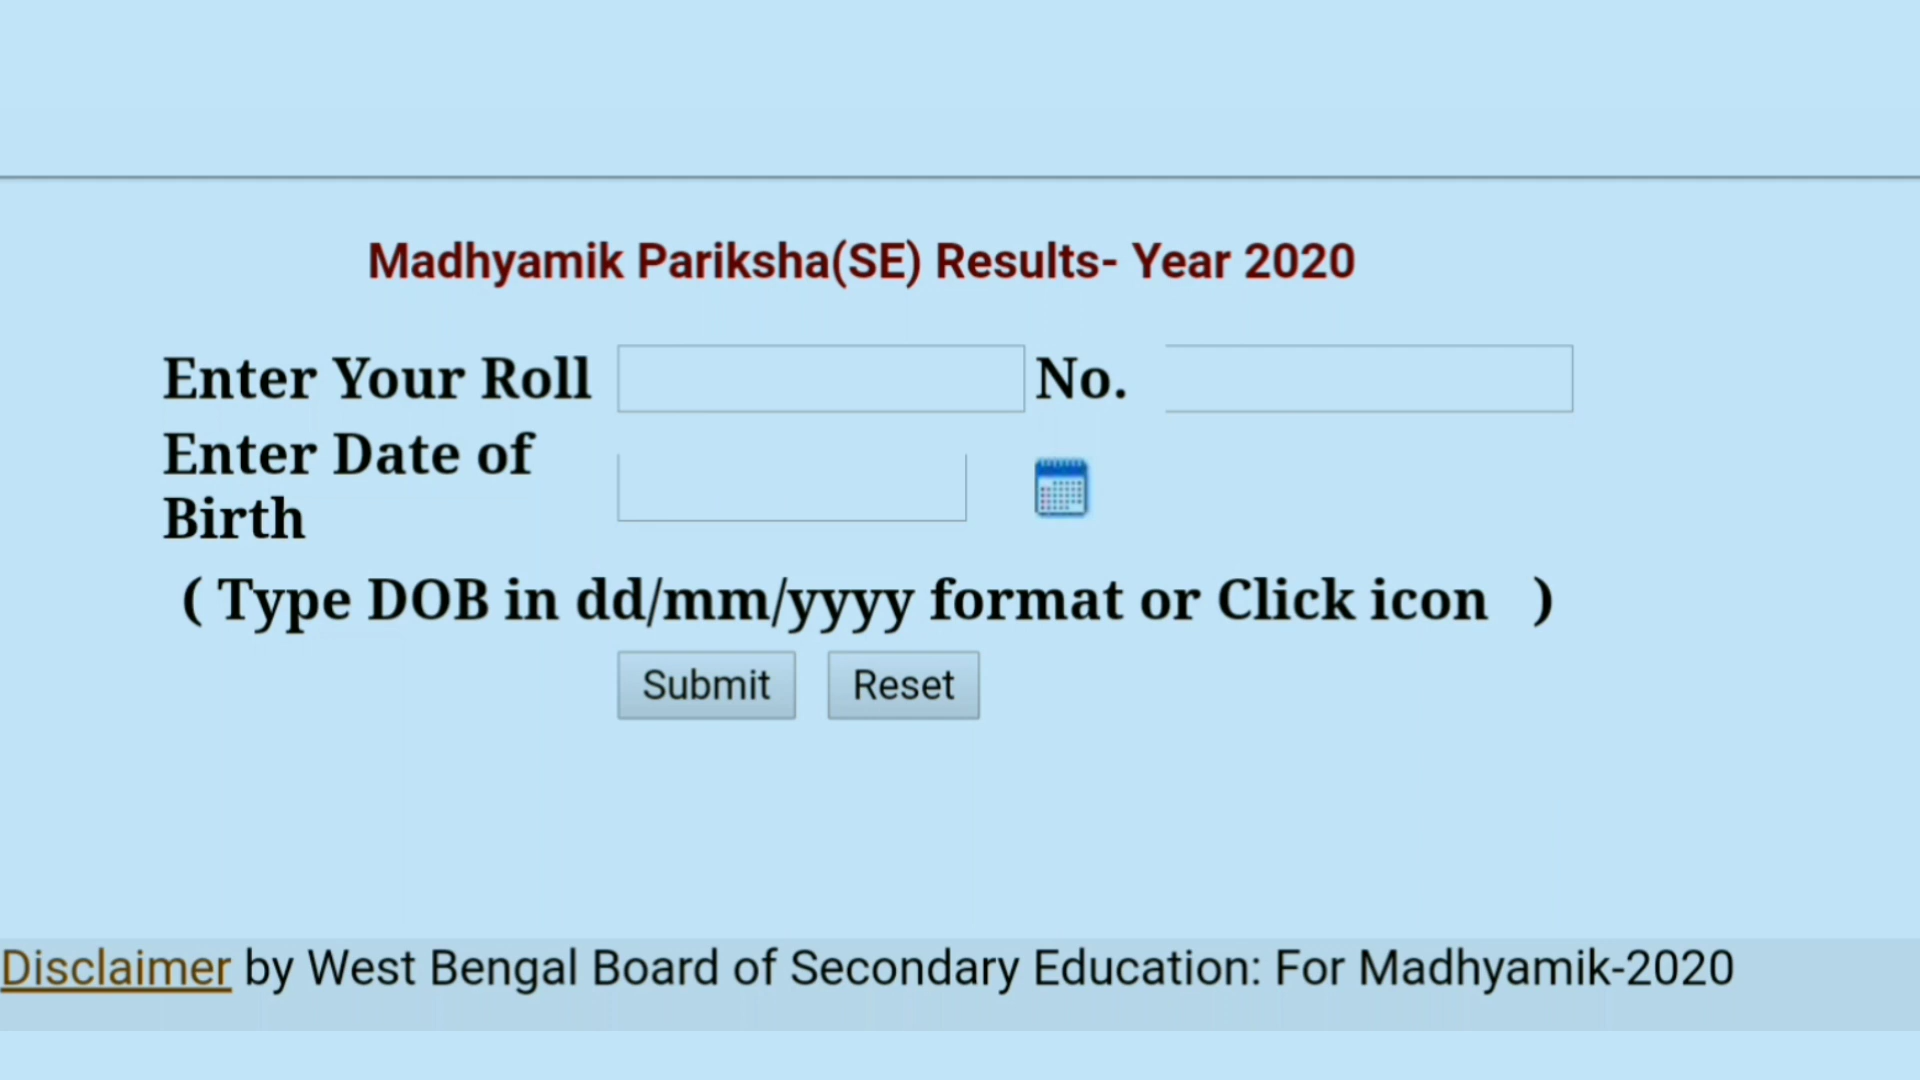 Madhyamik Pariksha(SE) Results- Year 2020
Enter Your Roll No.
Enter Date of
Birth
( Type DOB in dd/mm/yyyy format or Click icon )
Submit Reset
Disclaimer by West Bengal Board of Secondary Education: For Madhyamik-2020